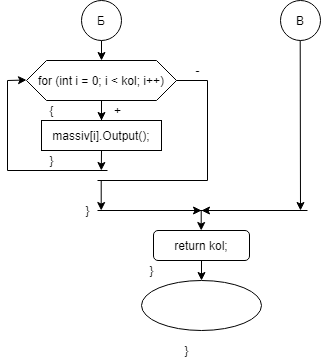 Б
В
for (int i = 0; i < kol; i++)
-
{
+
massiv[i].Output();
}
}
return kol;
}
}